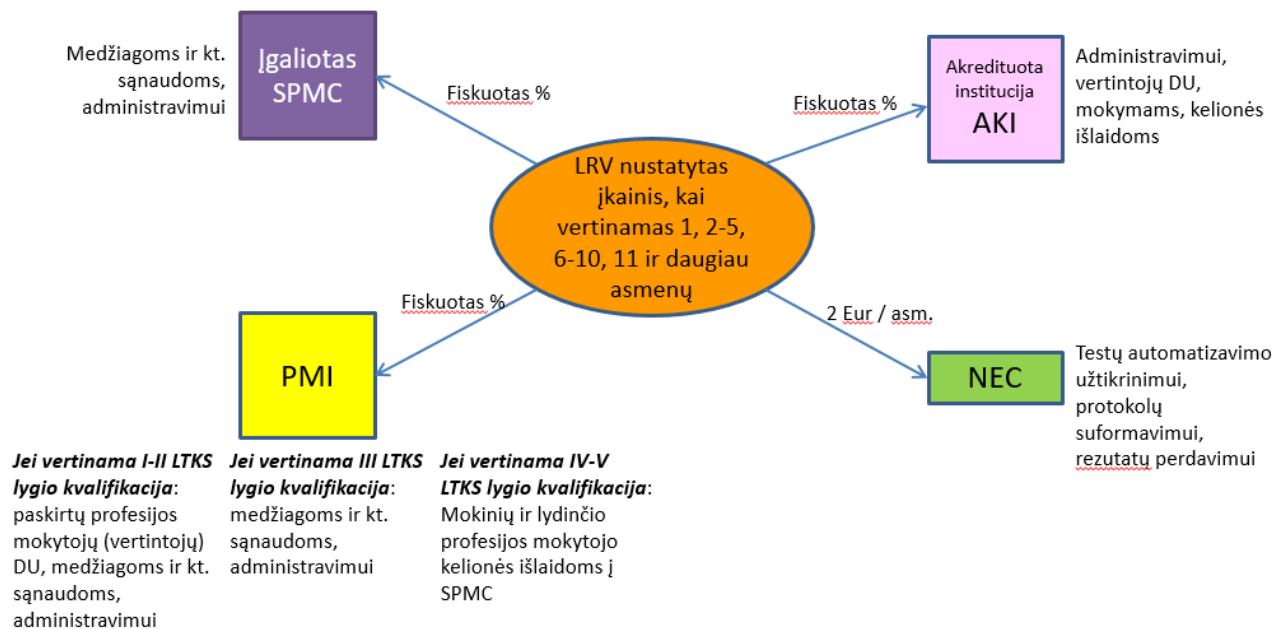 Medžiagoms ir kt.
sąnaudoms,
administravimui
Įgaliotas
SPMC
Fiskuotas %
Fiskuotas %
Akredituota
institucija
AKI
Administravimui,
vertintojų DU,
mokymams, kelionės
išlaidoms
LRV nustatytas
įkainis, kai
vertinamas 1, 2-5,
6-10, 11 ir daugiau
asmenų
Fiskuotas %
2 Eur / asm.
PMI
NEC
Testų automatizavimo
užtikrinimui,
protokolų
suformavimui,
rezutatų perdavimui
Jei vertinama I-II LTKS
lygio kvalifikacija:
paskirtų profesijos
mokytojų (vertintojų)
DU, medžiagoms ir kt.
sąnaudoms,
administravimui
Jei vertinama III LTKS
lygio kvalifikacija:
medžiagoms ir kt.
sąnaudoms,
administravimui
Jei vertinama IV-V
LTKS lygio kvalifikacija:
Mokinių ir lydinčio
profesijos mokytojo
kelionės išlaidoms į
SPMC